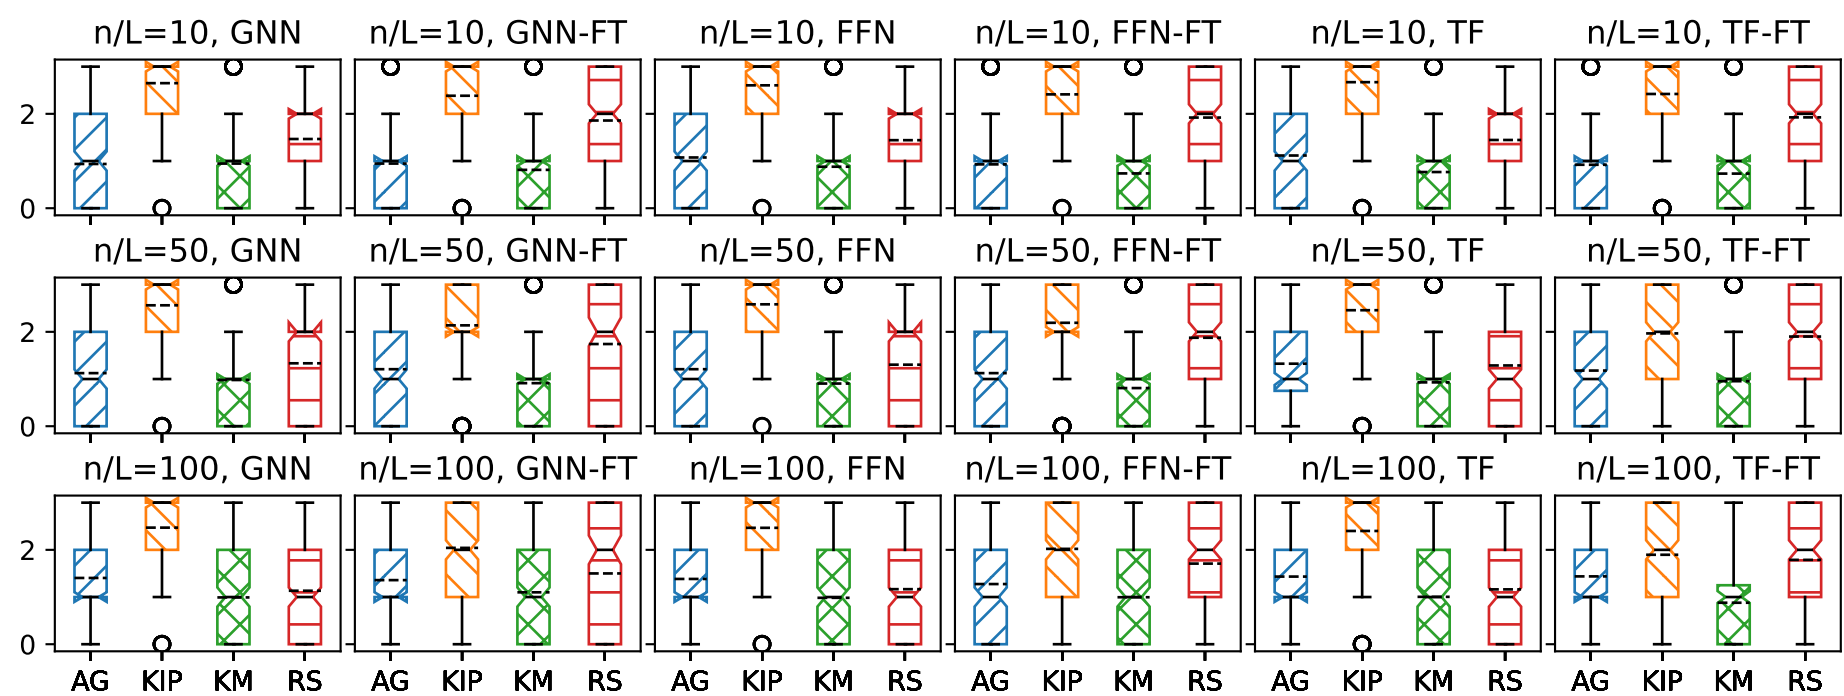 n/L=10, GNN n/L=10, GNN-FT n/L=10, FFN n/L=10, FFN-FT n/L=10, TF n/L=10, TF-FT
2
0
n/L=50, GNN n/L=50, GNN-FT n/L=50, FFN n/L=50, FFN-FT n/L=50, TF n/L=50, TF-FT
2
0
n/L=100, GNN n/L=100, GNN-FT n/L=100, FFN n/L=100, FFN-FT n/L=100, TF n/L=100, TF-FT
2
0
AG KIP KM RS AG KIP KM RS AG KIP KM RS AG KIP KM RS AG KIP KM RS AG KIP KM RS